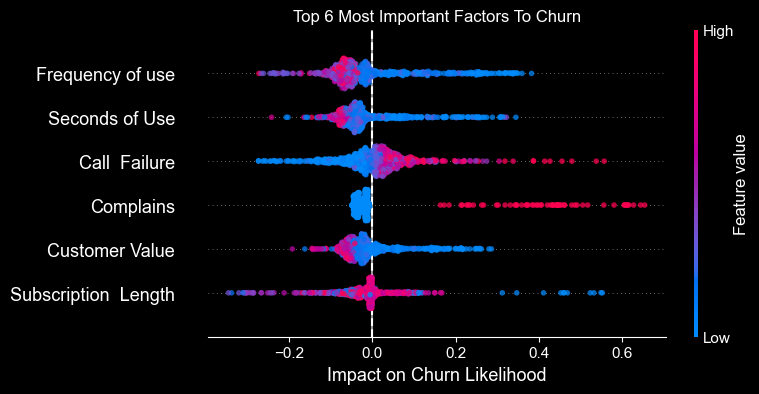 Top 6 Most Important Factors To Churn
High
Frequency of use
Seconds of Use
Call  Failure
Complains
Customer Value
Subscription  Length
Feature value
Low
−0.2 0.0 0.2 0.4 0.6
Impact on Churn Likelihood